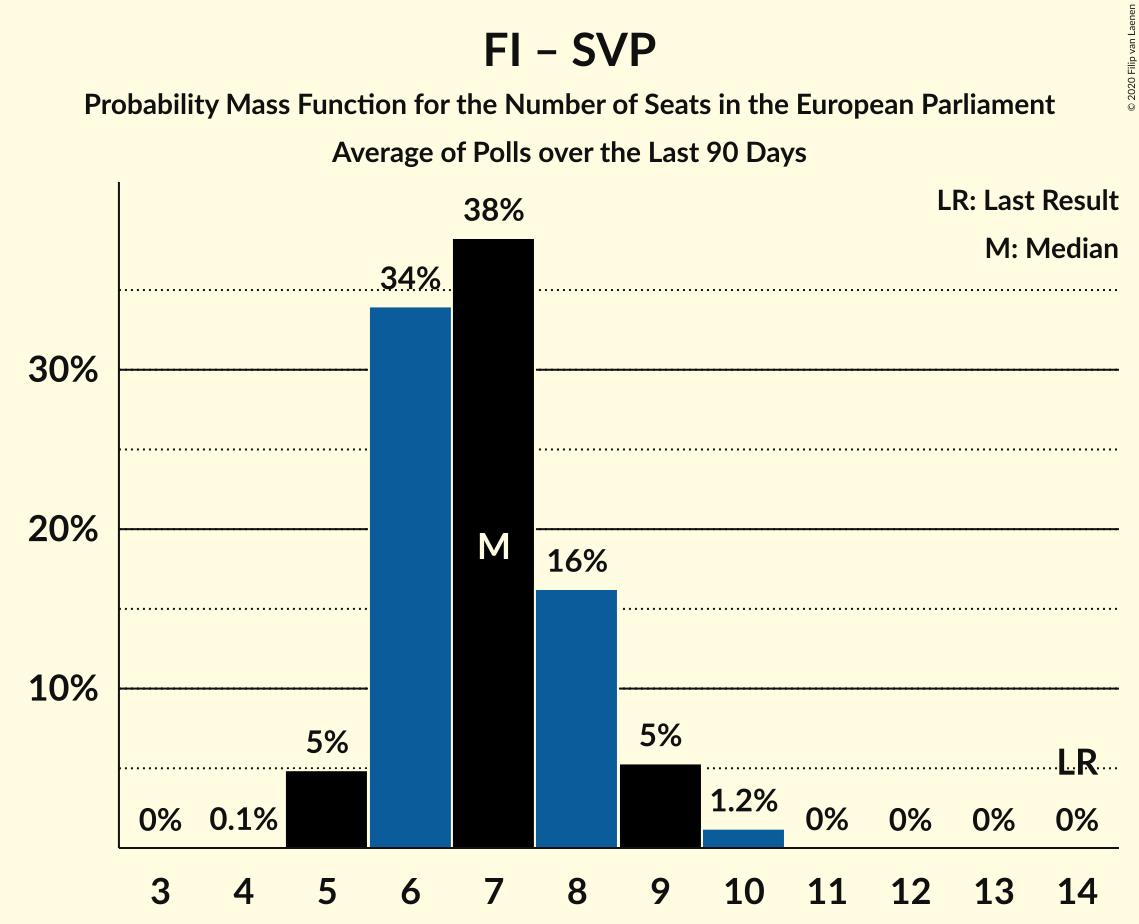 FI – SVP
Probability Mass Function for the Number of Seats in the European Parliament
Average of Polls over the Last 90 Days
© 2020 Filip van Laenen
LR: Last Result
M: Median
38%
34%
30%
20%
M
16%
10%
5%
5%
LR
1.2%
0% 0.1% 0% 0% 0% 0%
3 4 5 6 7 8 9 10 11 12 13 14